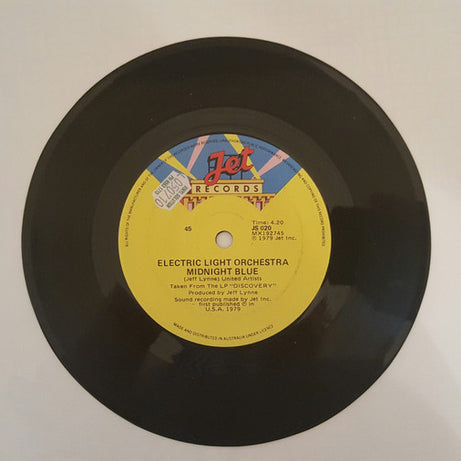 Jet
RECORDS
45
Time: 4.20
JS 020
MX192745
℗ 1979 Jet Inc.
ELECTRIC LIGHT ORCHESTRA
MIDNIGHT BLUE
(Jeff Lynne) United Artists
Taken From The LP "DISCOVERY"
Produced by Jeff Lynne
Sound recording made by Jet Inc.
first published ℗ in
U.S.A. 1979
MADE AND DISTRIBUTED IN AUSTRALIA UNDER LICENCE